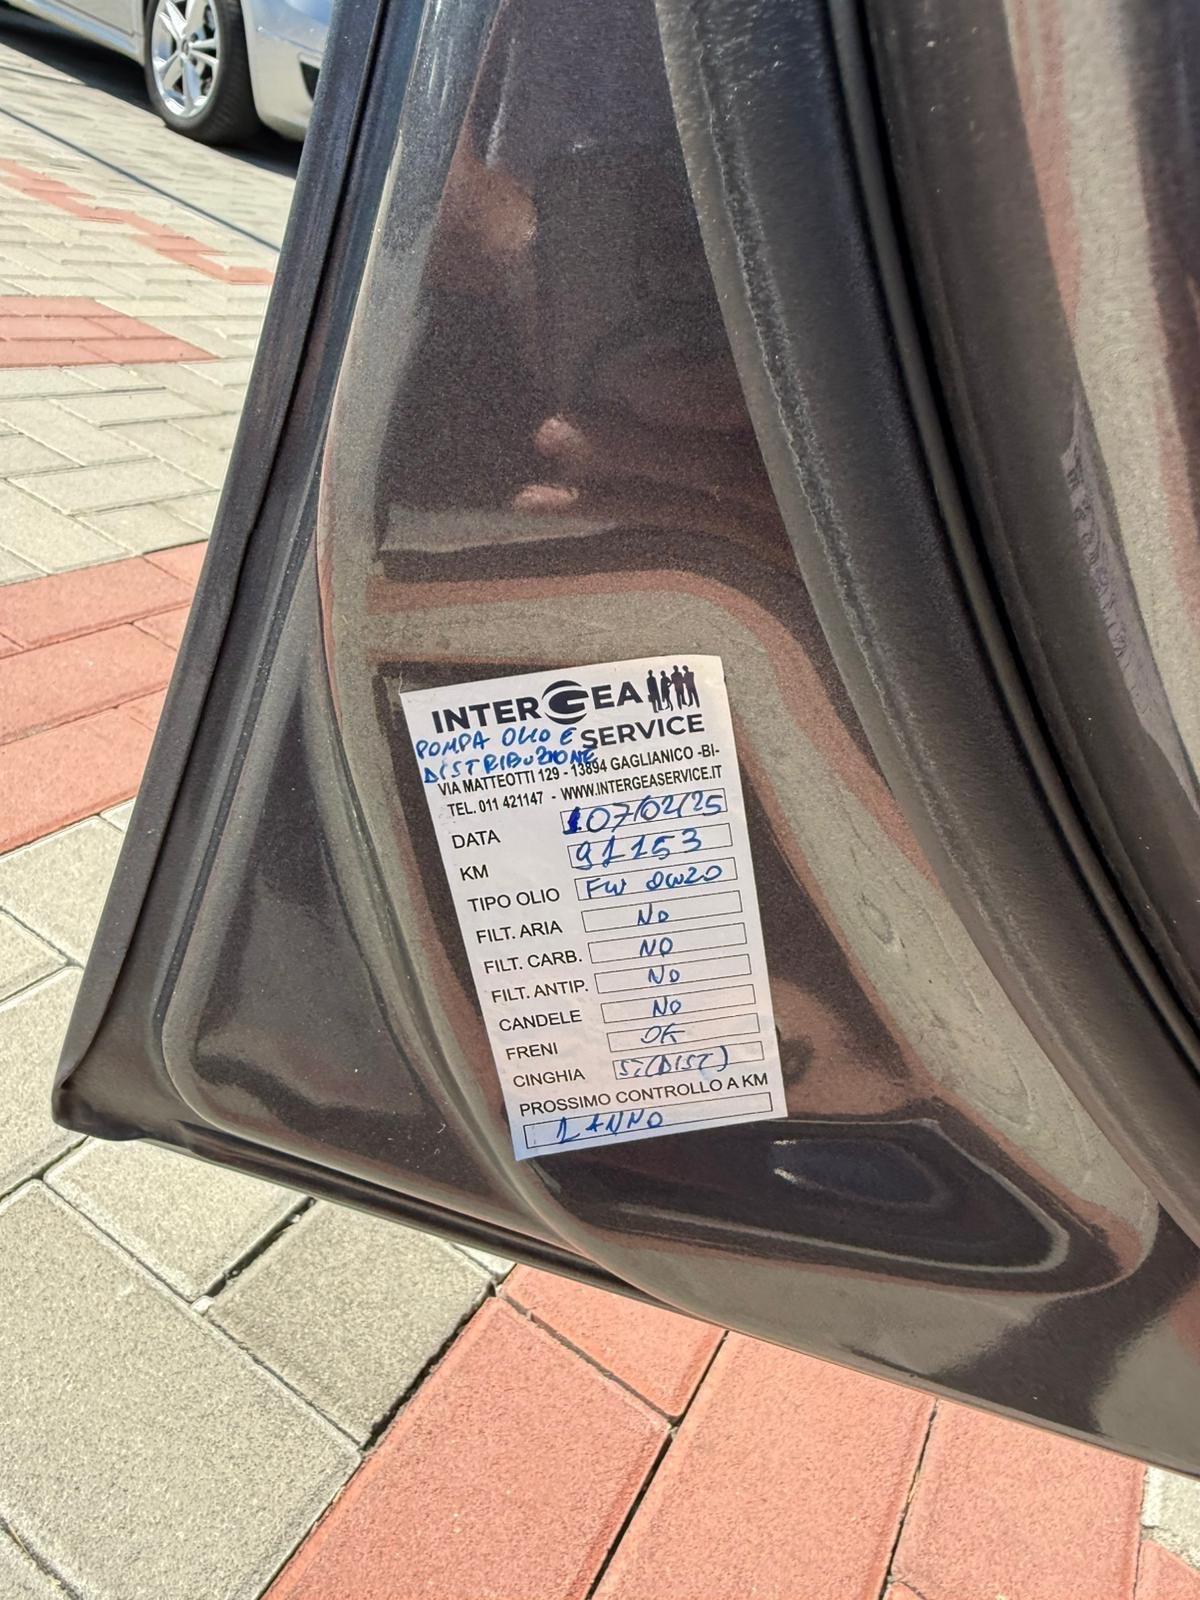 INTERGEA
SERVICE
POMPA OLIO E
DISTRIBUZIONE
VIA MATTEOTTI 129 - 13894 GAGLIANICO -BI-
TEL. 011 421147 - WWW.INTERGEASERVICE.IT
DATA 07/02/25
KM 91153
TIPO OLIO FW 0W20
FILT. ARIA NO
FILT. CARB. NO
FILT. ANTIP. NO
CANDELE NO
FRENI OK
CINGHIA SI (DIST)
PROSSIMO CONTROLLO A KM
1 ANNO